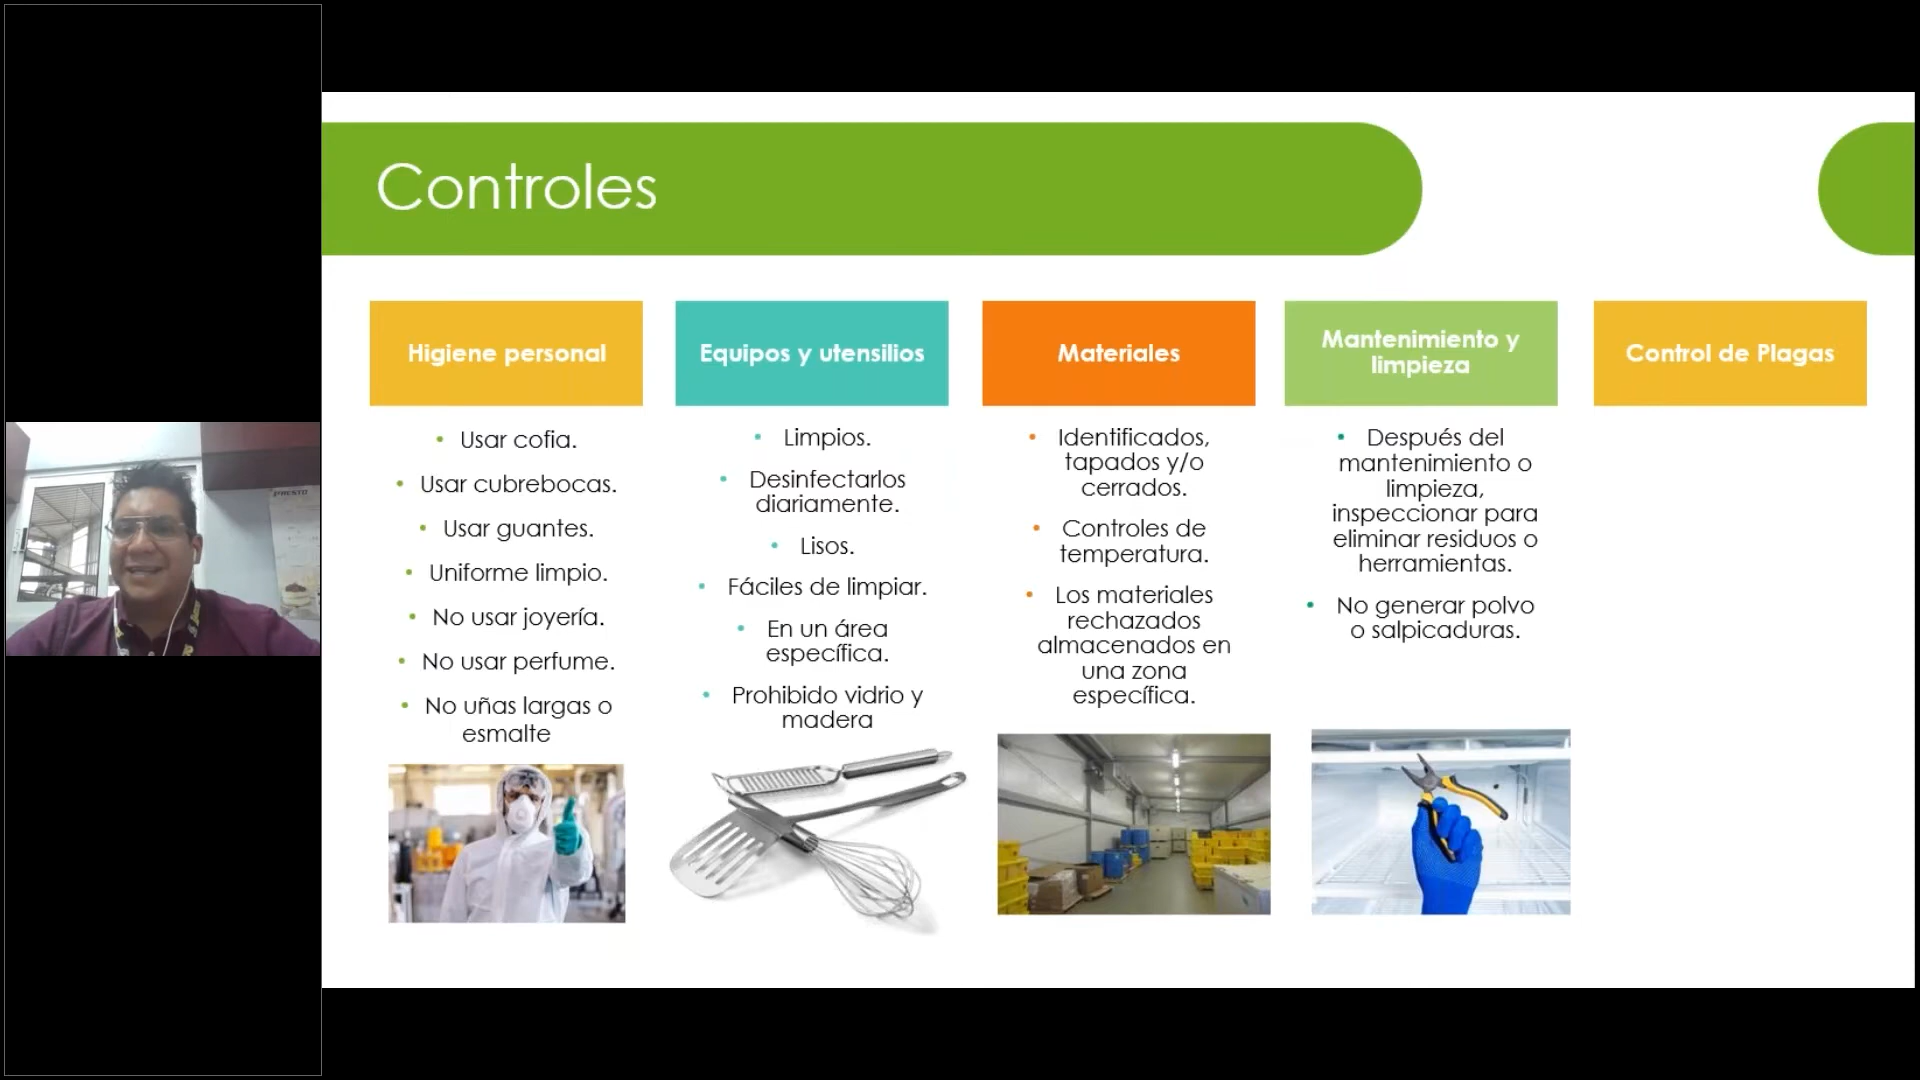 Controles
Higiene personal
Usar cofia.
Usar cubrebocas.
Usar guantes.
Uniforme limpio.
No usar joyería.
No usar perfume.
No uñas largas o
esmalte
Equipos y utensilios
Limpios.
Desinfectarlos
diariamente.
Lisos.
Fáciles de limpiar.
En un área
específica.
Prohibido vidrio y
madera
Materiales
Identificados,
tapados y/o
cerrados.
Controles de
temperatura.
Los materiales
rechazados
almacenados en
una zona
específica.
Mantenimiento y
limpieza
Después del
mantenimiento o
limpieza,
inspeccionar para
eliminar residuos o
herramientas.
No generar polvo
o salpicaduras.
Control de Plagas
PRESTO